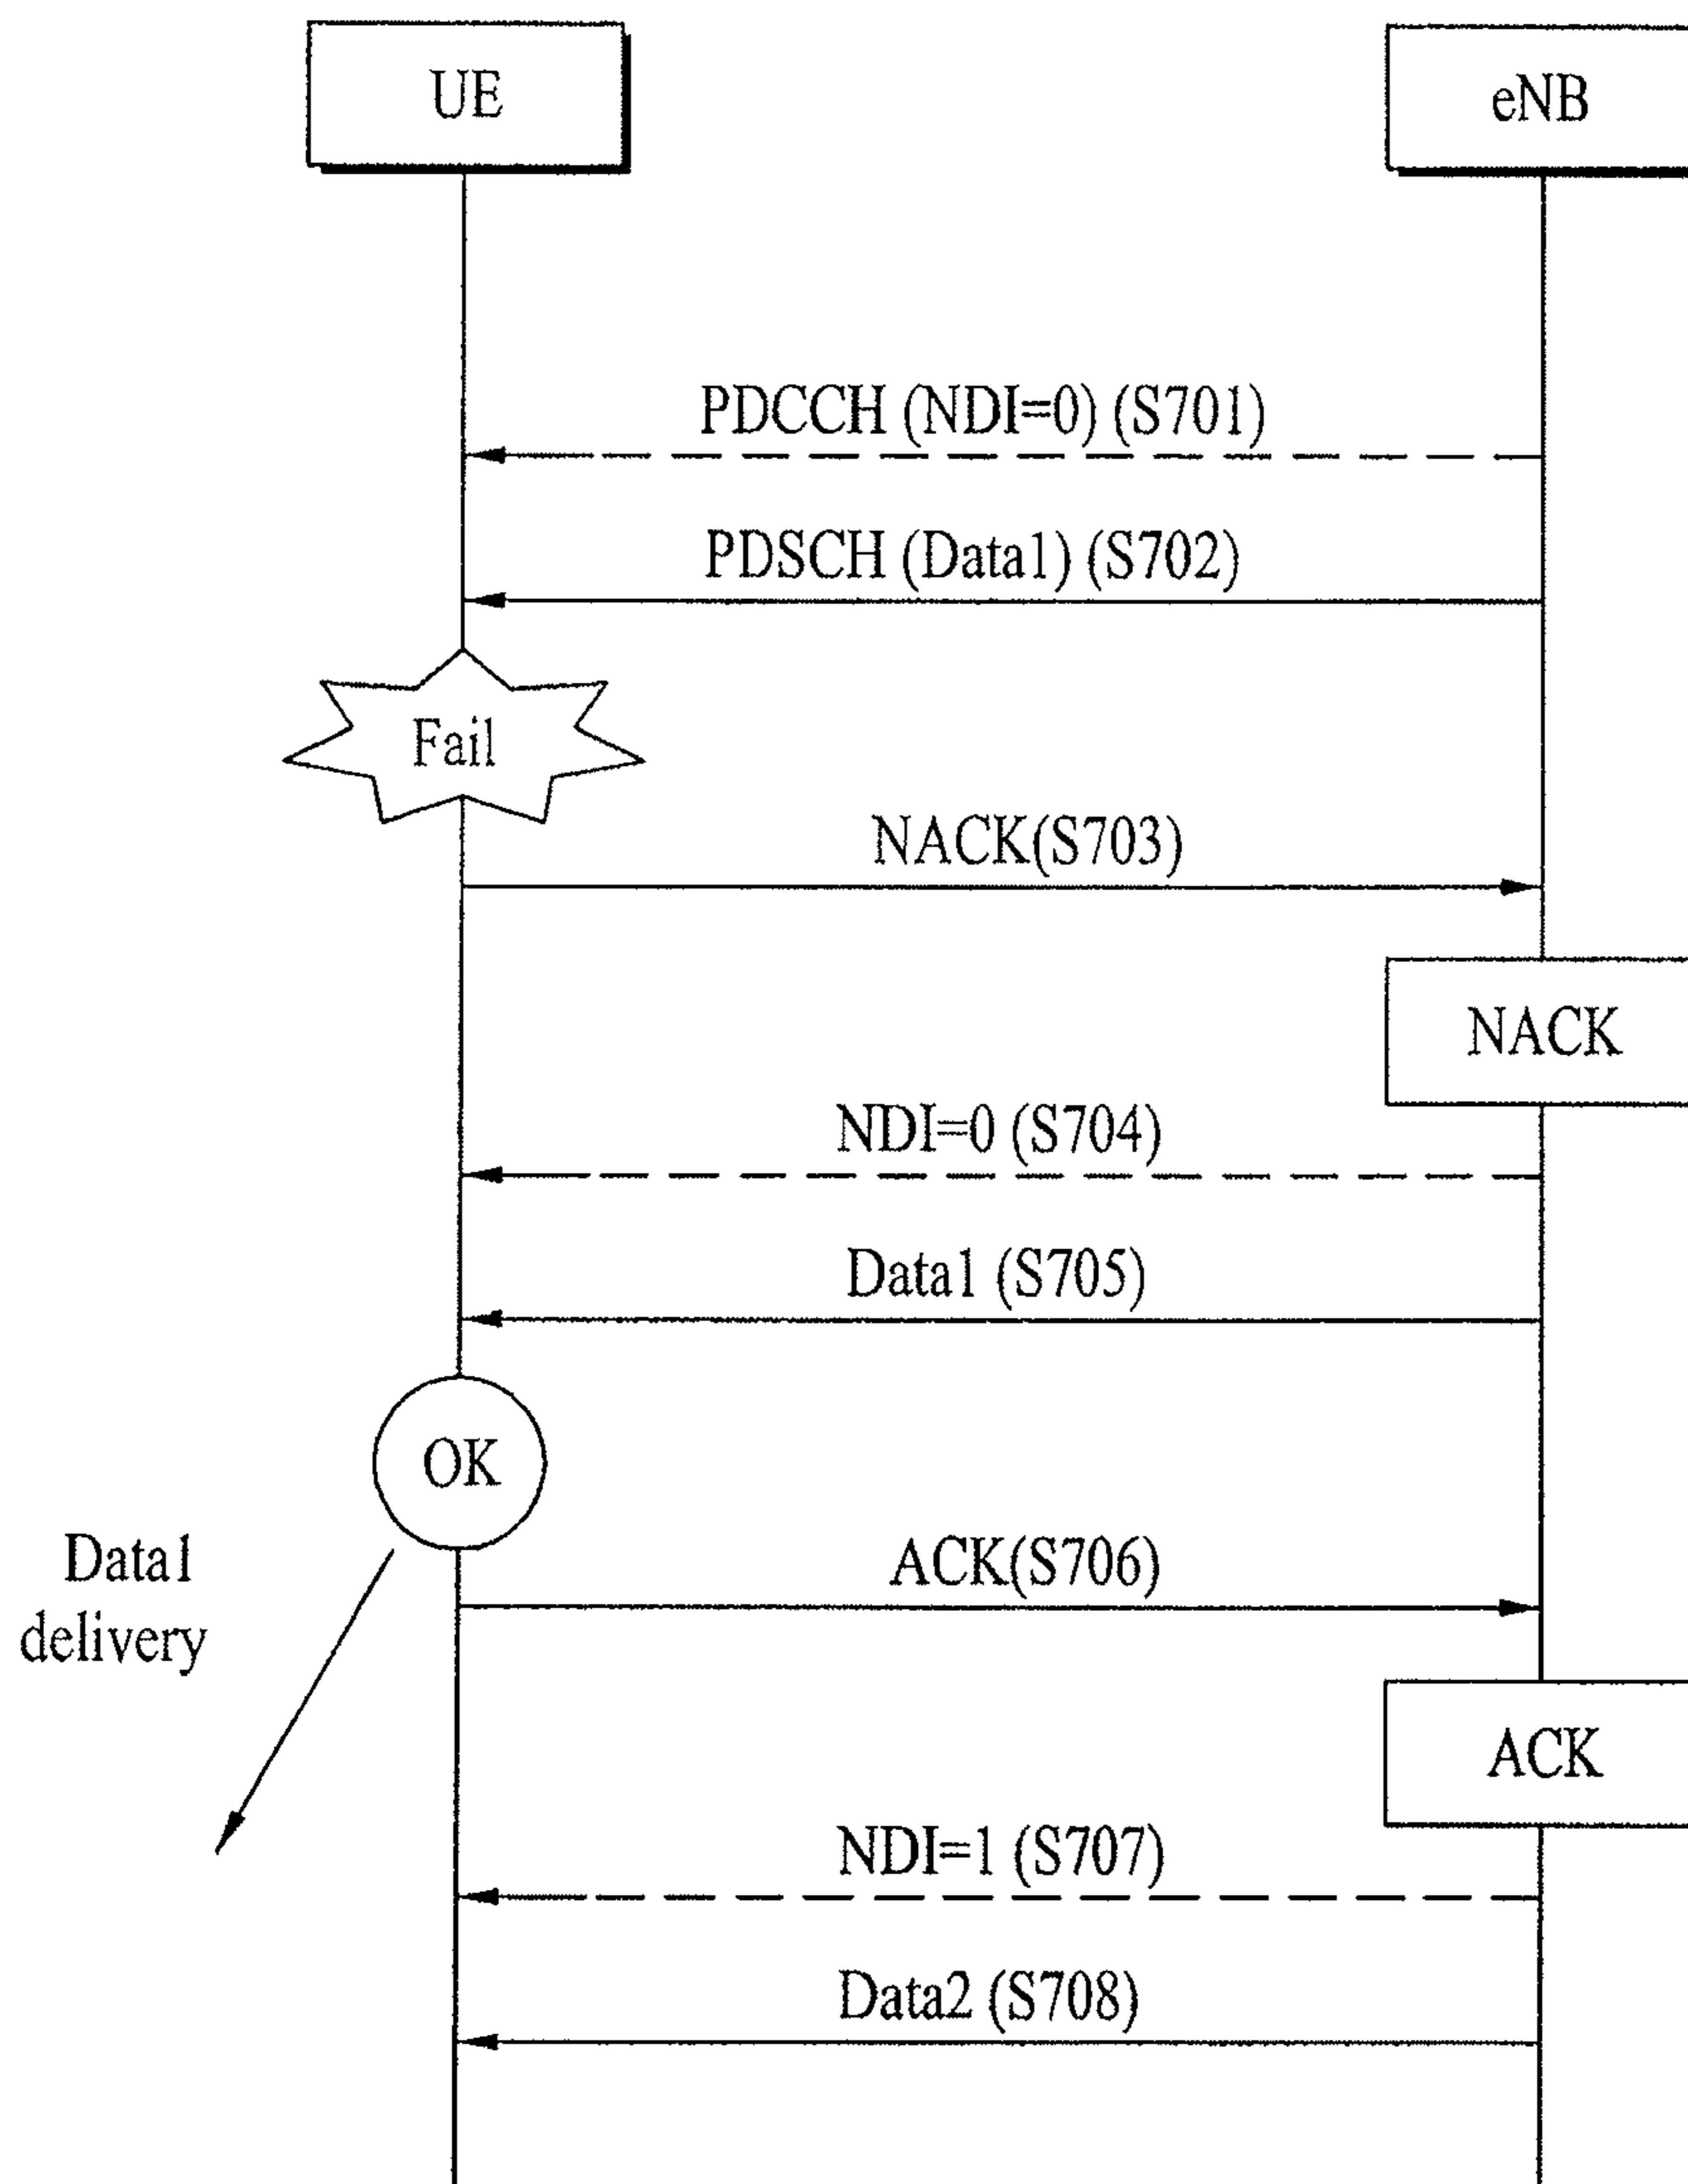 UE
eNB
PDCCH (NDI=0) (S701)
PDSCH (Data1) (S702)
Fail
NACK(S703)
NACK
NDI=0 (S704)
Data1 (S705)
OK
Data1
delivery
ACK(S706)
ACK
NDI=1 (S707)
Data2 (S708)